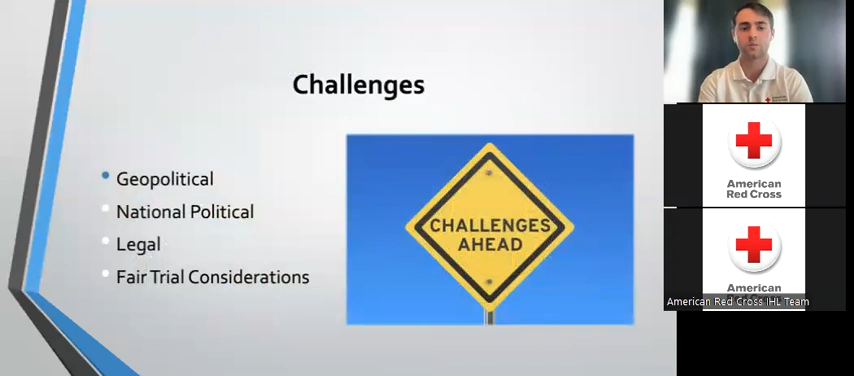 Challenges
Geopolitical
National Political
Legal
Fair Trial Considerations
CHALLENGES
AHEAD
American
Red Cross
American
American Red Cross IHL Team